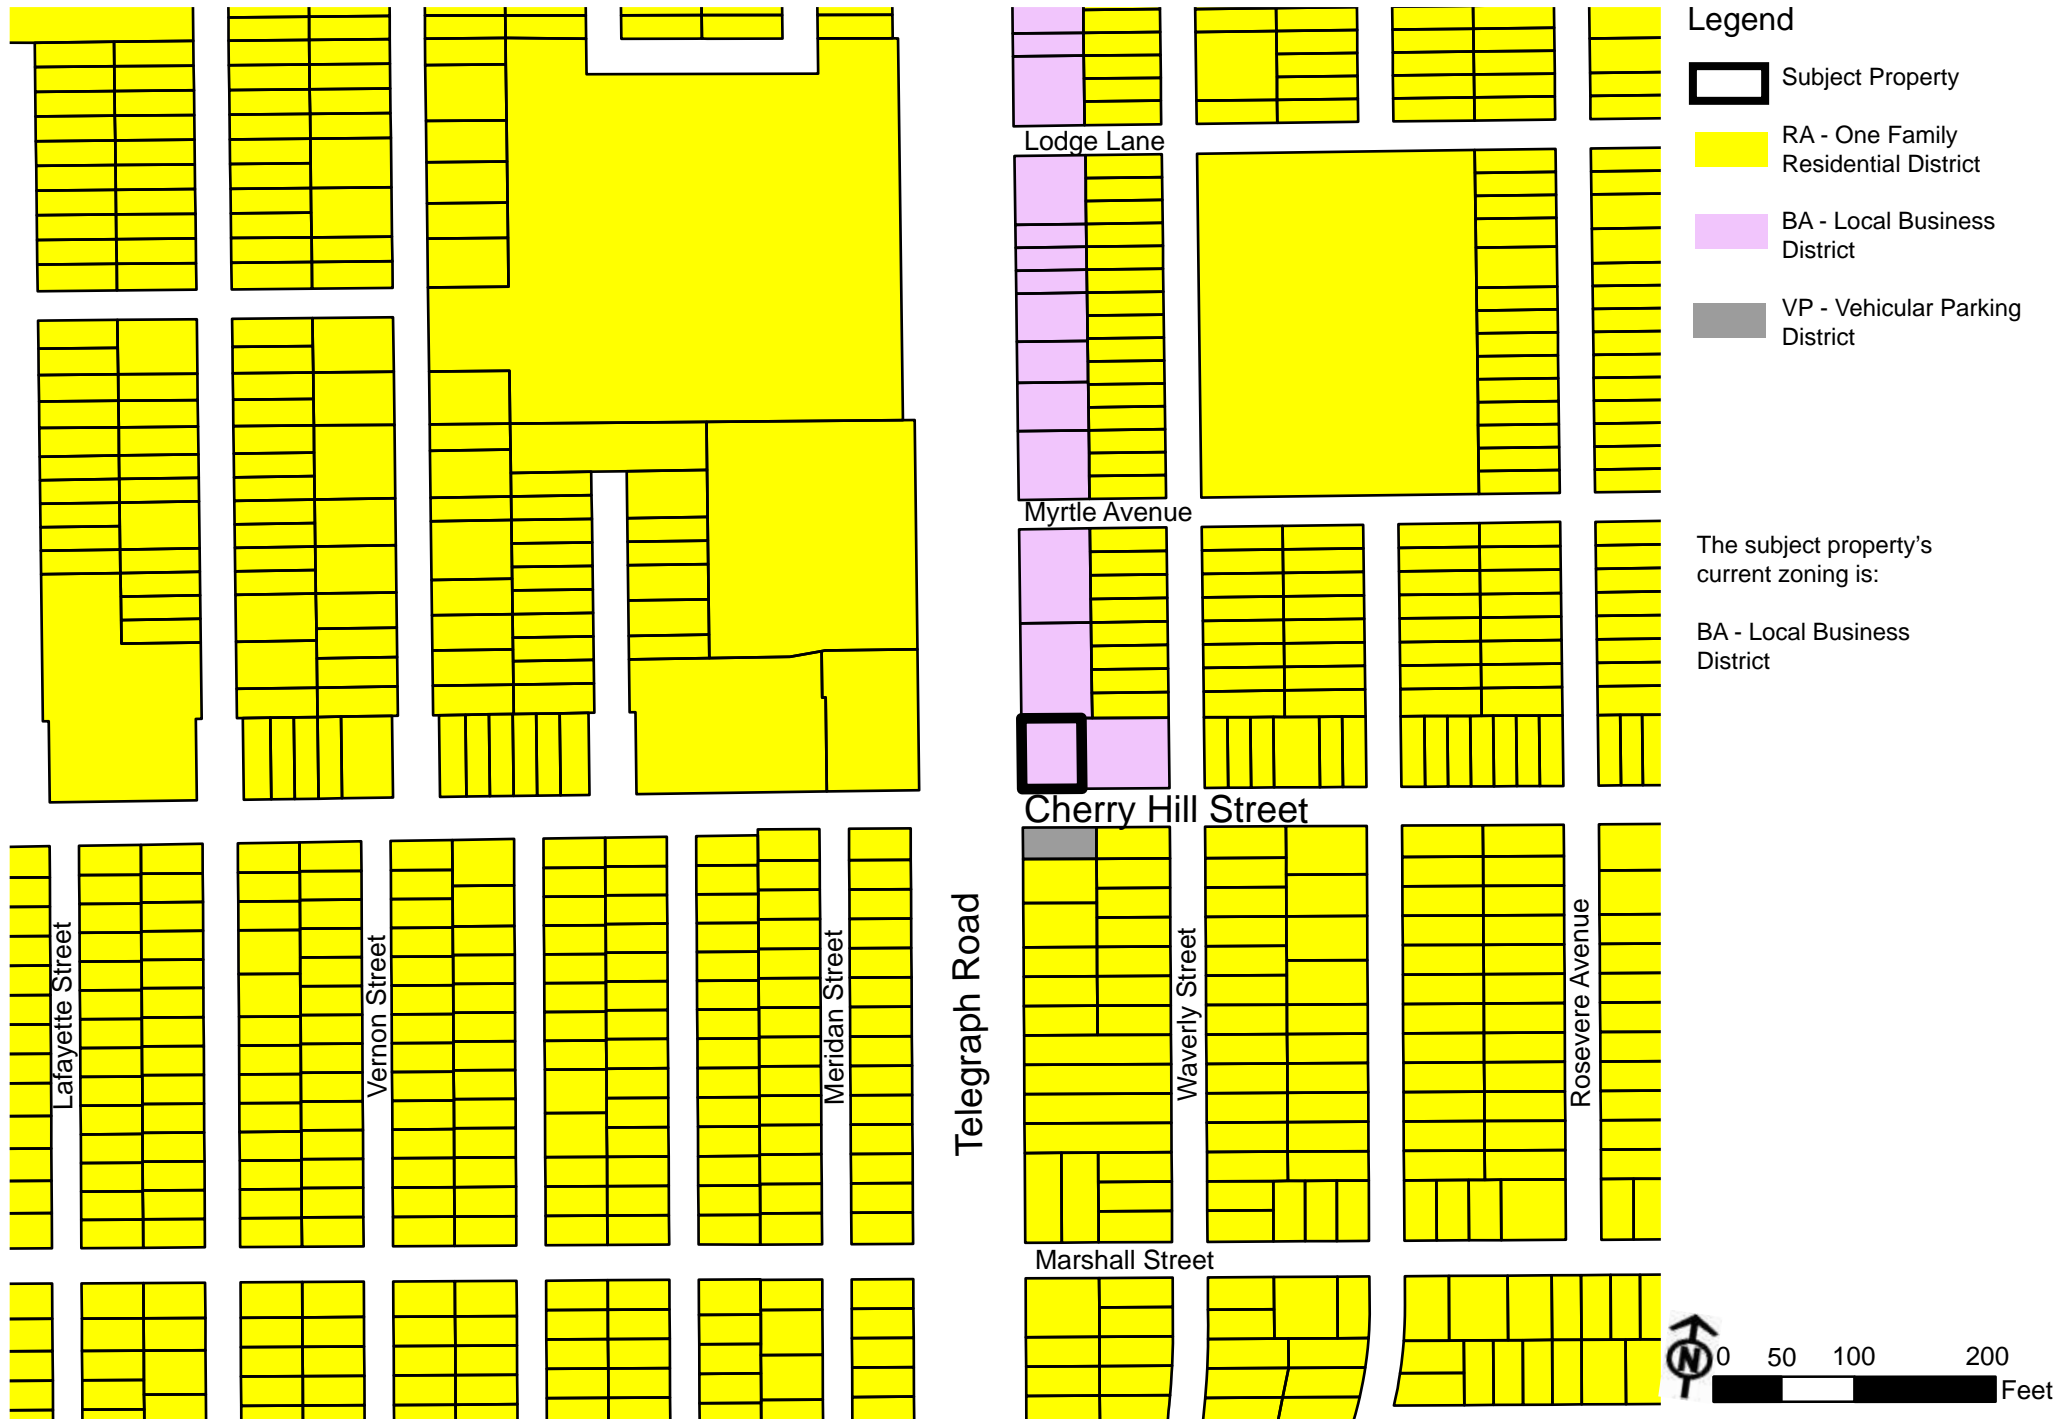 Legend
Subject Property
RA - One Family
Residential District
BA - Local Business
District
VP - Vehicular Parking
District
The subject property’s
current zoning is:
BA - Local Business
District
Lodge Lane
Myrtle Avenue
Cherry Hill Street
Lafayette Street
Vernon Street
Meridan Street
Telegraph Road
Waverly Street
Rosevere Avenue
Marshall Street
N
0 50 100 200
Feet